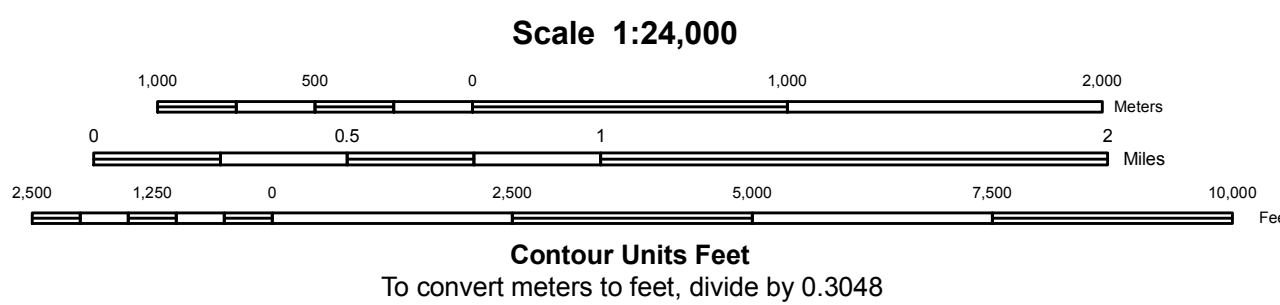 Scale 1:24,000
1,000 500 0 1,000 2,000
Meters
0 0.5 1 2
Miles
2,500 1,250 0 2,500 5,000 7,500 10,000
Fee
Contour Units Feet
To convert meters to feet, divide by 0.3048